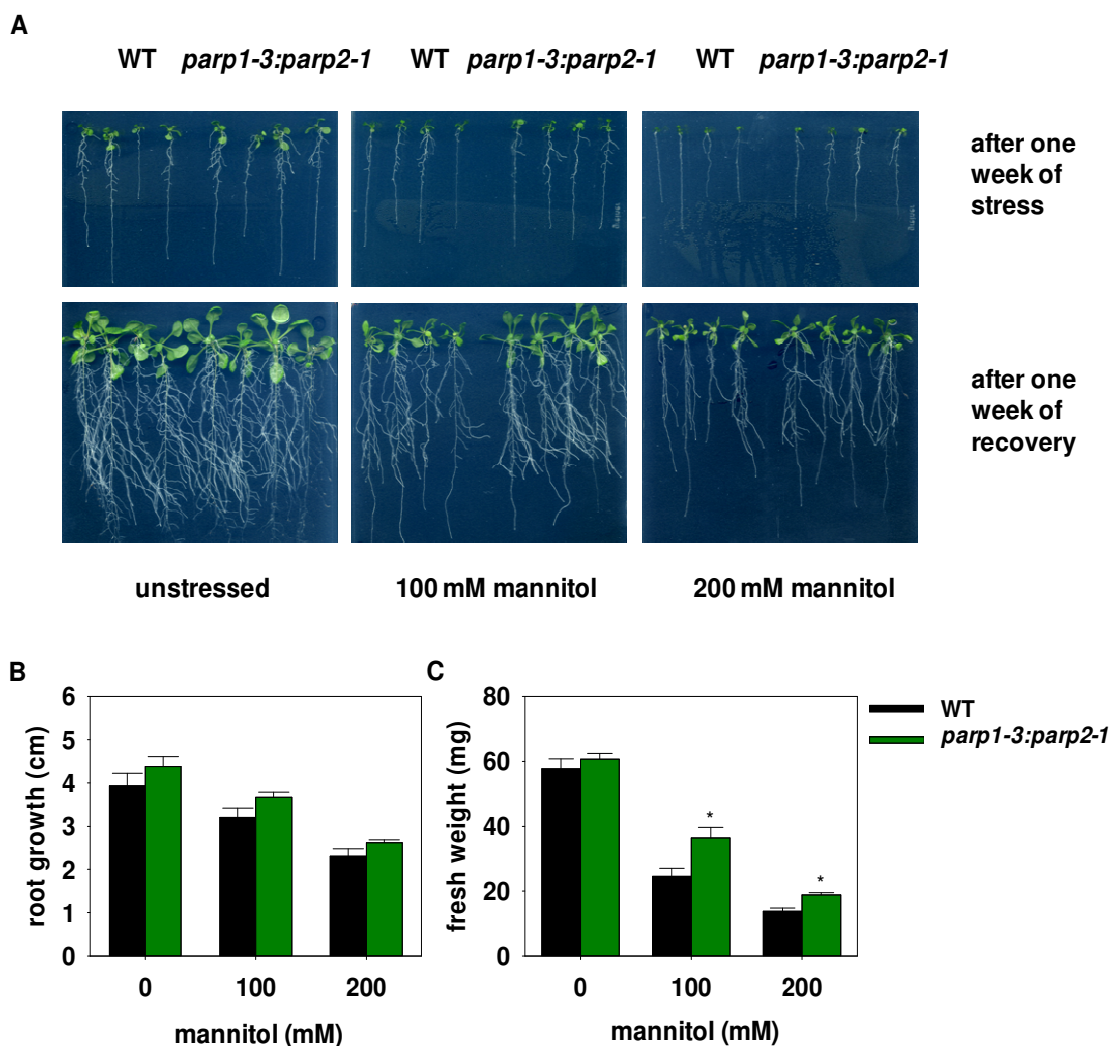 A
WT parp1-3:parp2-1 WT parp1-3:parp2-1 WT parp1-3:parp2-1
after one
week of
stress
after one
week of
recovery
unstressed 100 mM mannitol 200 mM mannitol
B
root growth (cm)
6
5
4
3
2
1
0
0 100 200
mannitol (mM)
C
fresh weight (mg)
80
60
40
20
0
* *
0 100 200
mannitol (mM)
WT
parp1-3:parp2-1